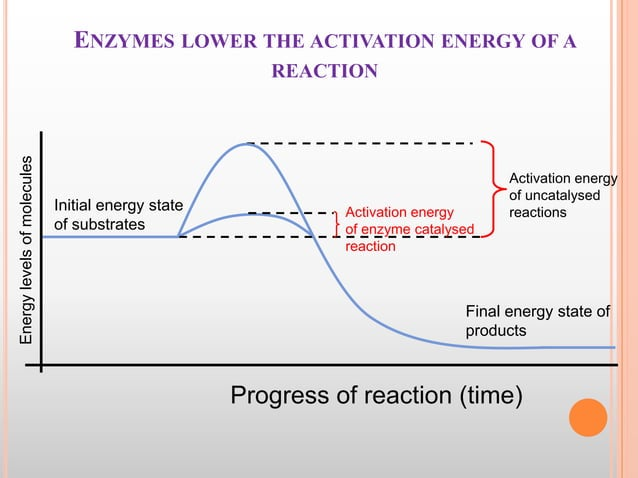 ENZYMES LOWER THE ACTIVATION ENERGY OF A
REACTION
Energy levels of molecules
Initial energy state
of substrates
Activation energy
of enzyme catalysed
reaction
Activation energy
of uncatalysed
reactions
Final energy state of
products
Progress of reaction (time)